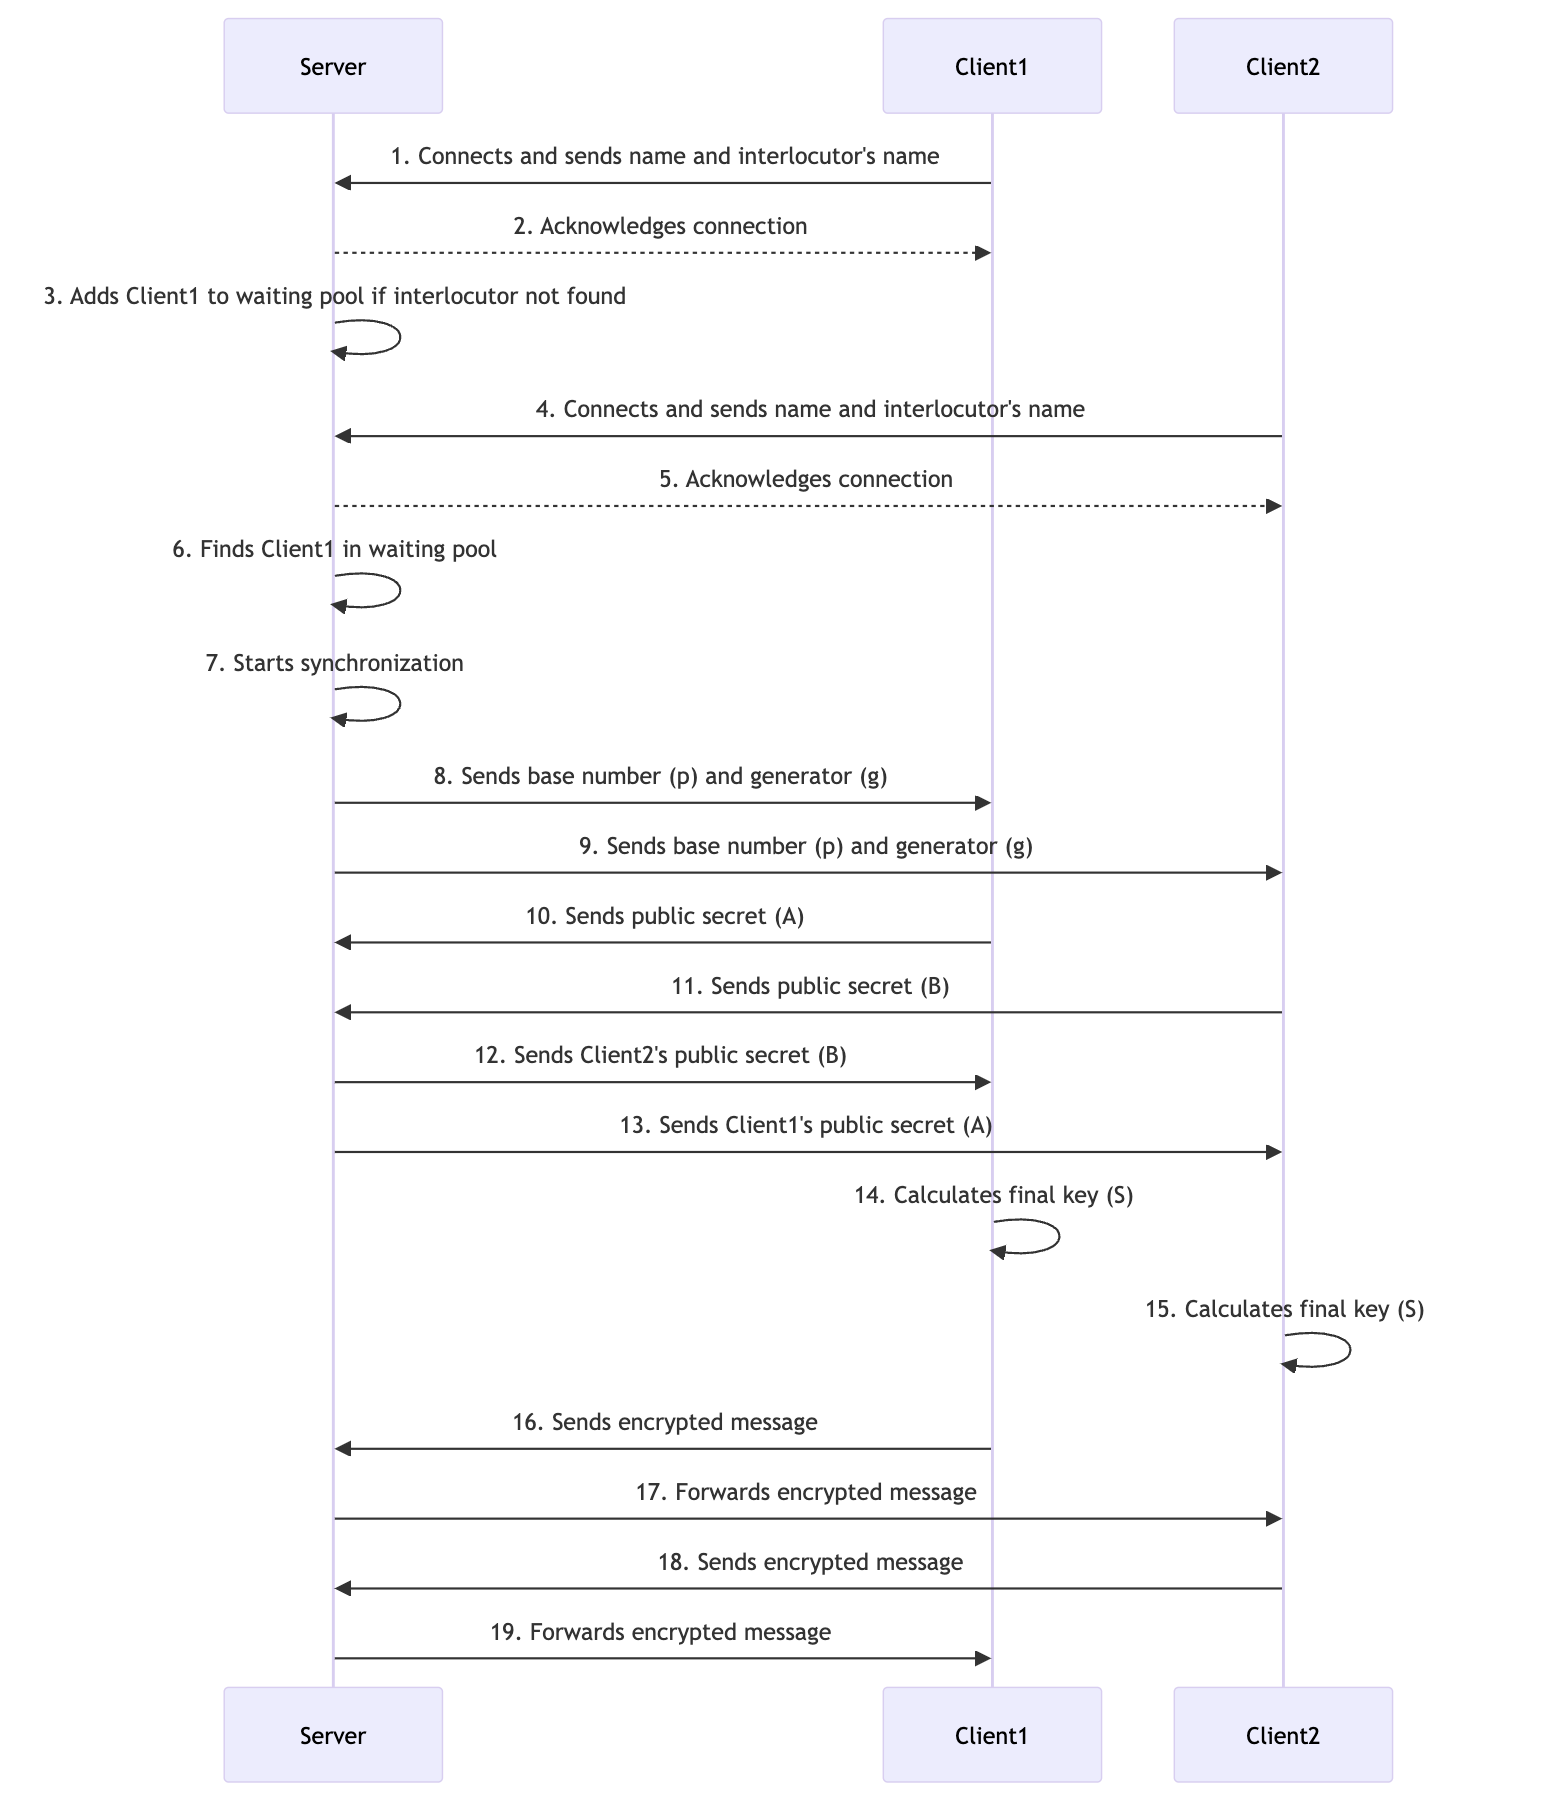 Server
Client1
Client2
1. Connects and sends name and interlocutor's name
2. Acknowledges connection
3. Adds Client1 to waiting pool if interlocutor not found
4. Connects and sends name and interlocutor's name
5. Acknowledges connection
6. Finds Client1 in waiting pool
7. Starts synchronization
8. Sends base number (p) and generator (g)
9. Sends base number (p) and generator (g)
10. Sends public secret (A)
11. Sends public secret (B)
12. Sends Client2's public secret (B)
13. Sends Client1's public secret (A)
14. Calculates final key (S)
15. Calculates final key (S)
16. Sends encrypted message
17. Forwards encrypted message
18. Sends encrypted message
19. Forwards encrypted message
Server
Client1
Client2